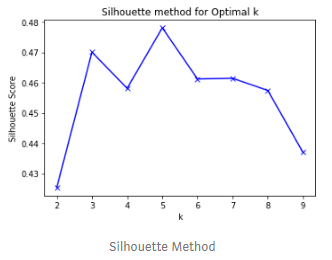 Silhouette method for Optimal k
0.48
0.47
0.46
0.45
0.44
0.43
Silhouette Score
2 3 4 5 6 7 8 9
k
Silhouette Method